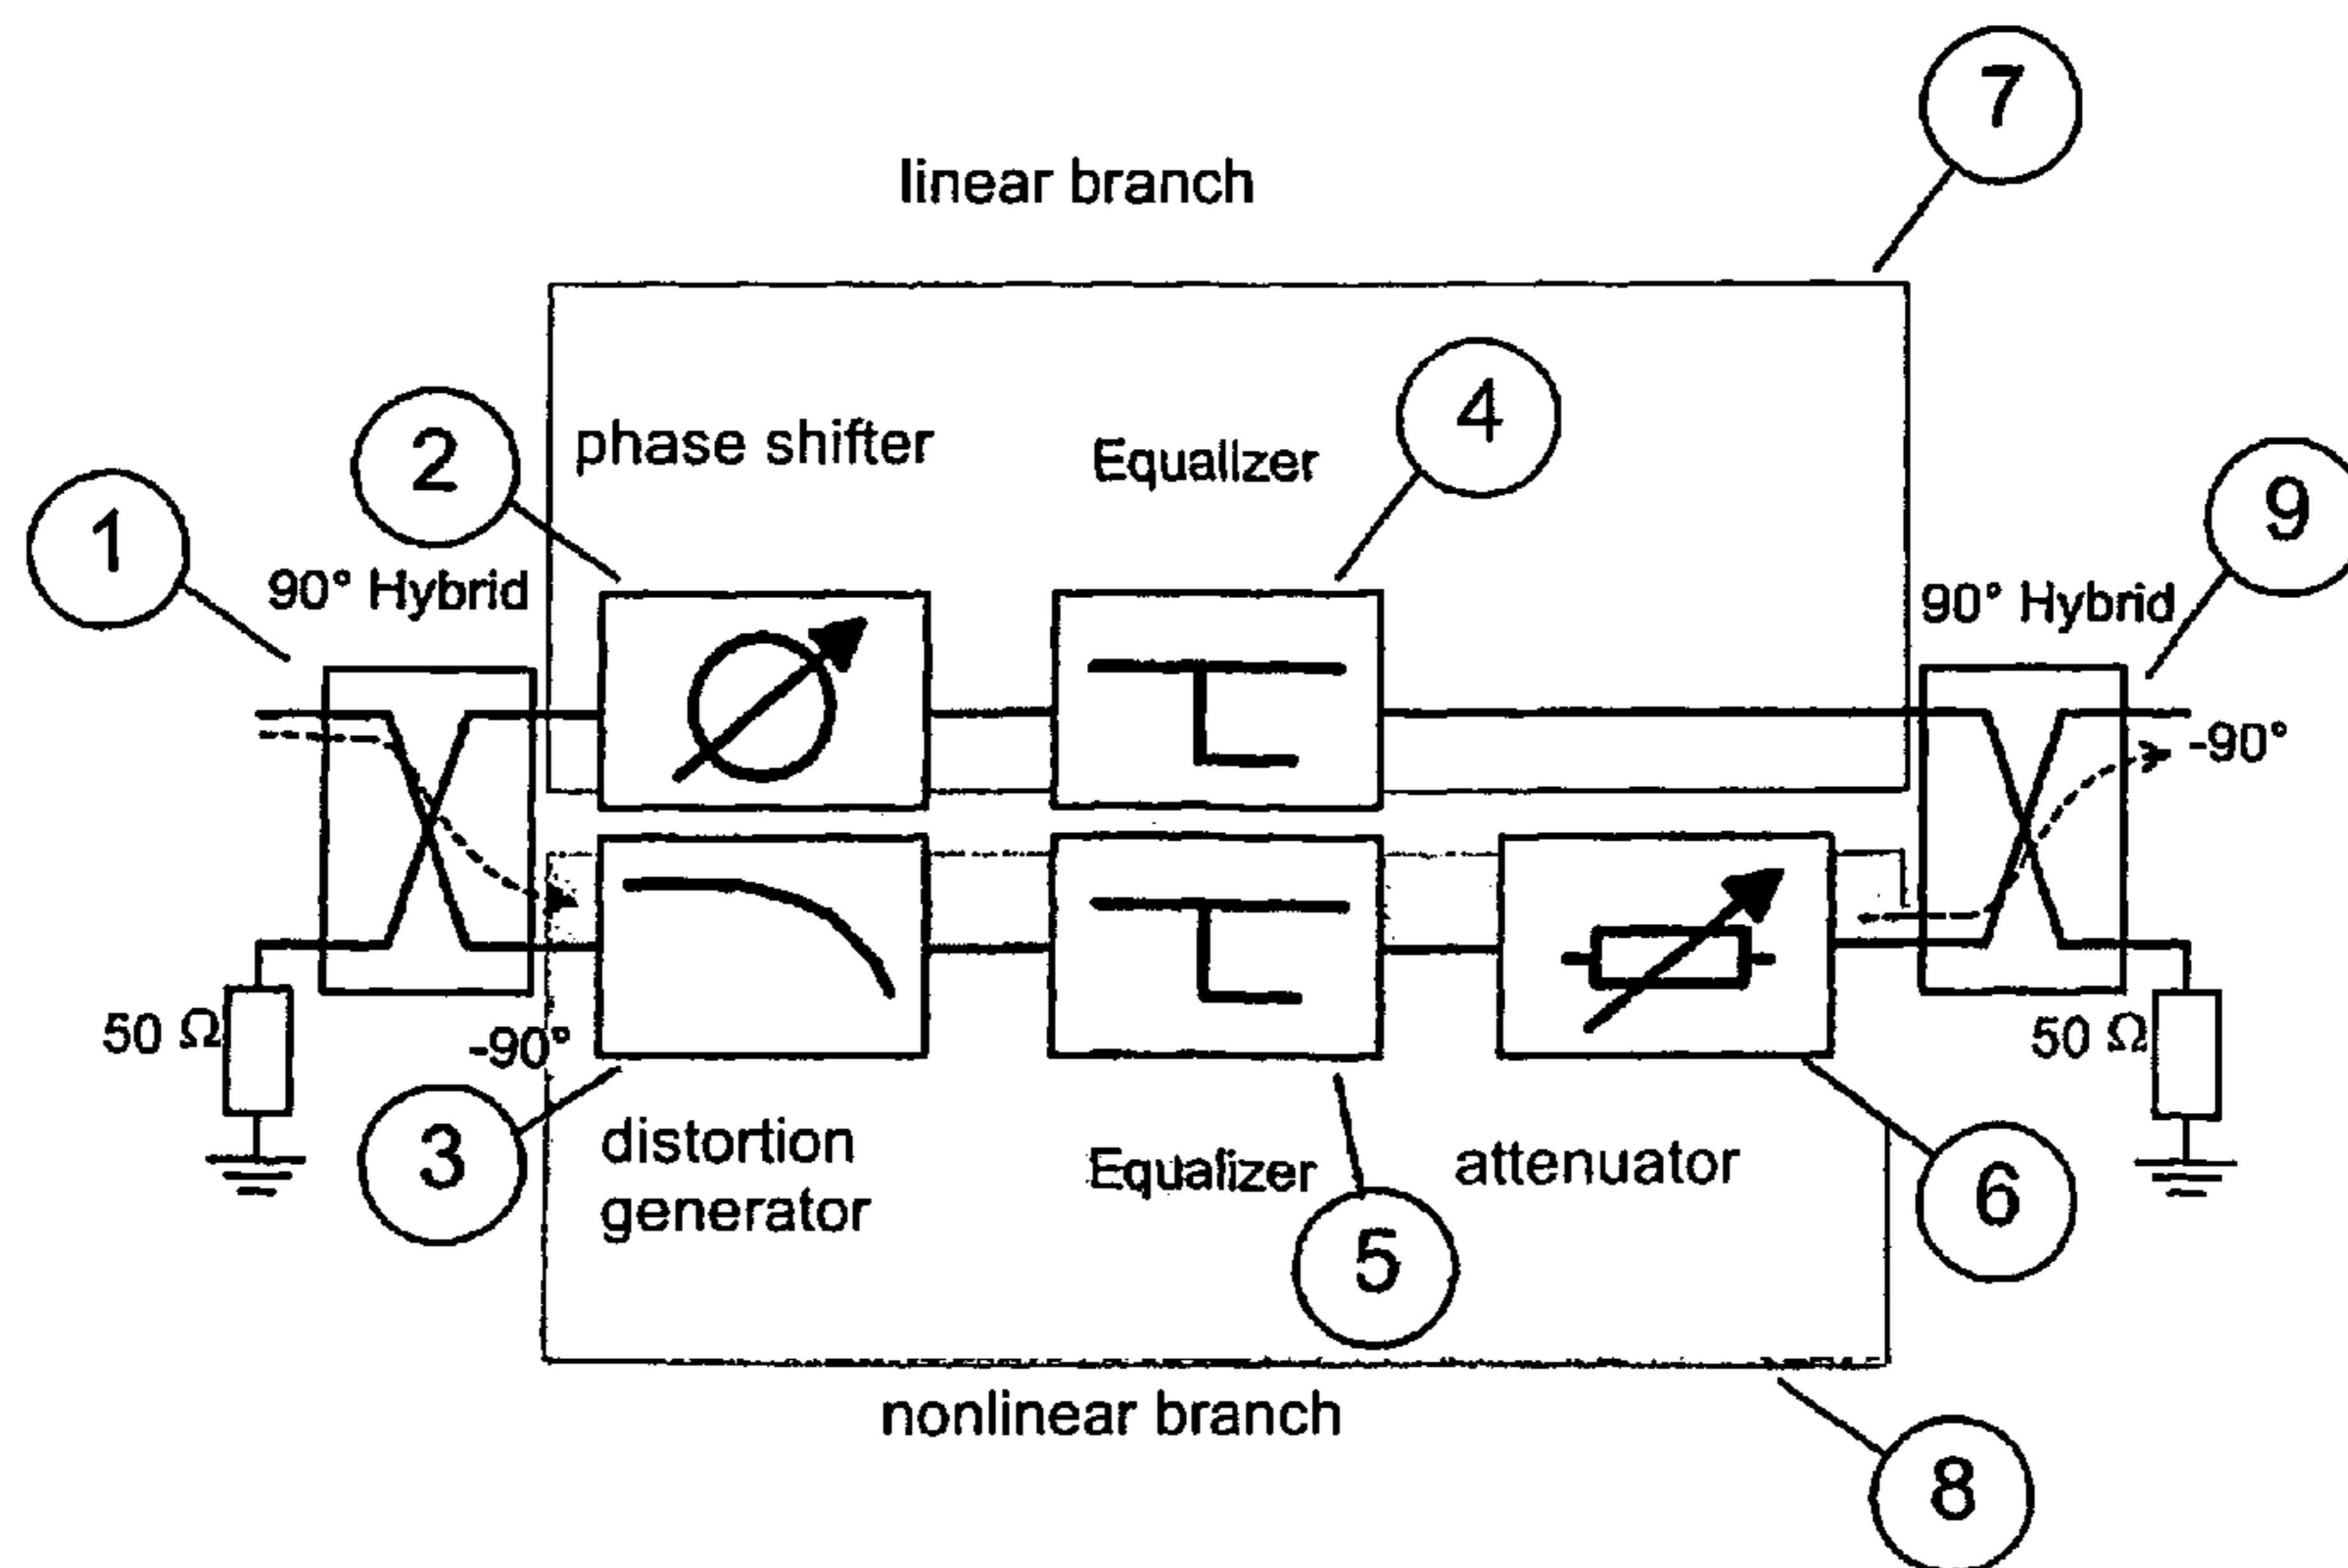 7
linear branch
4
2
phase shifter
Equalizer
9
1
90° Hybrid
90° Hybrid
-90°
50 Ω
-90°
50 Ω
3
distortion
generator
Equalizer
attenuator
6
5
nonlinear branch
8